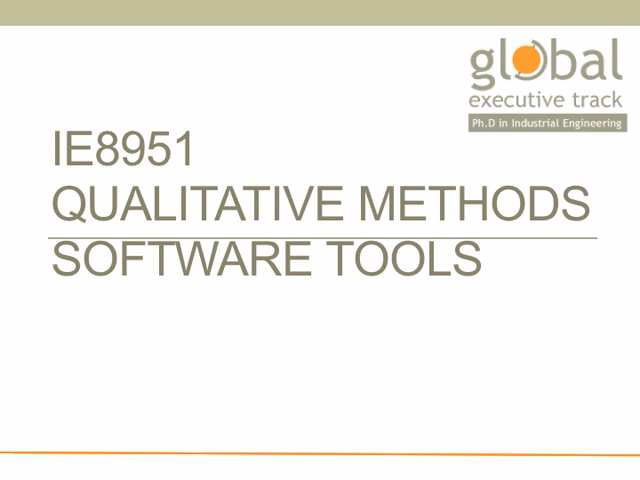 global
executive track
Ph.D in Industrial Engineering
IE8951
QUALITATIVE METHODS
SOFTWARE TOOLS